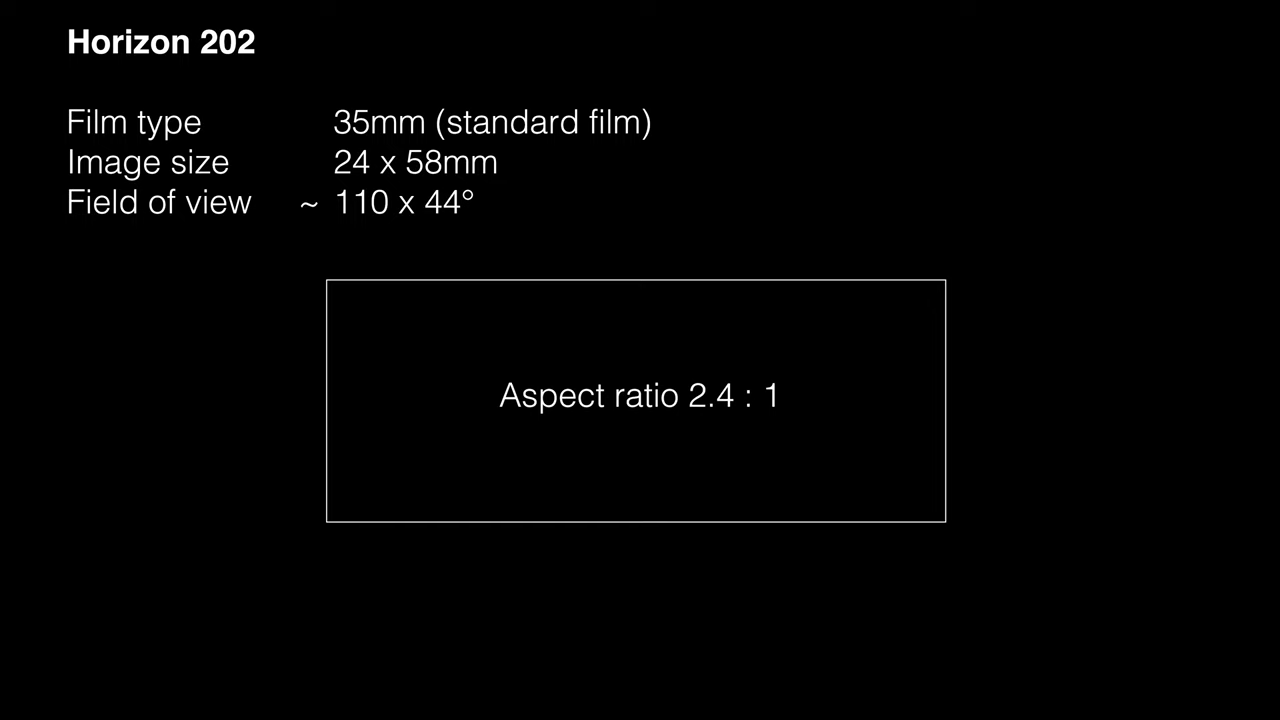 Horizon 202
Film type 35mm (standard film)
Image size 24 x 58mm
Field of view ~ 110 x 44°
Aspect ratio 2.4 : 1